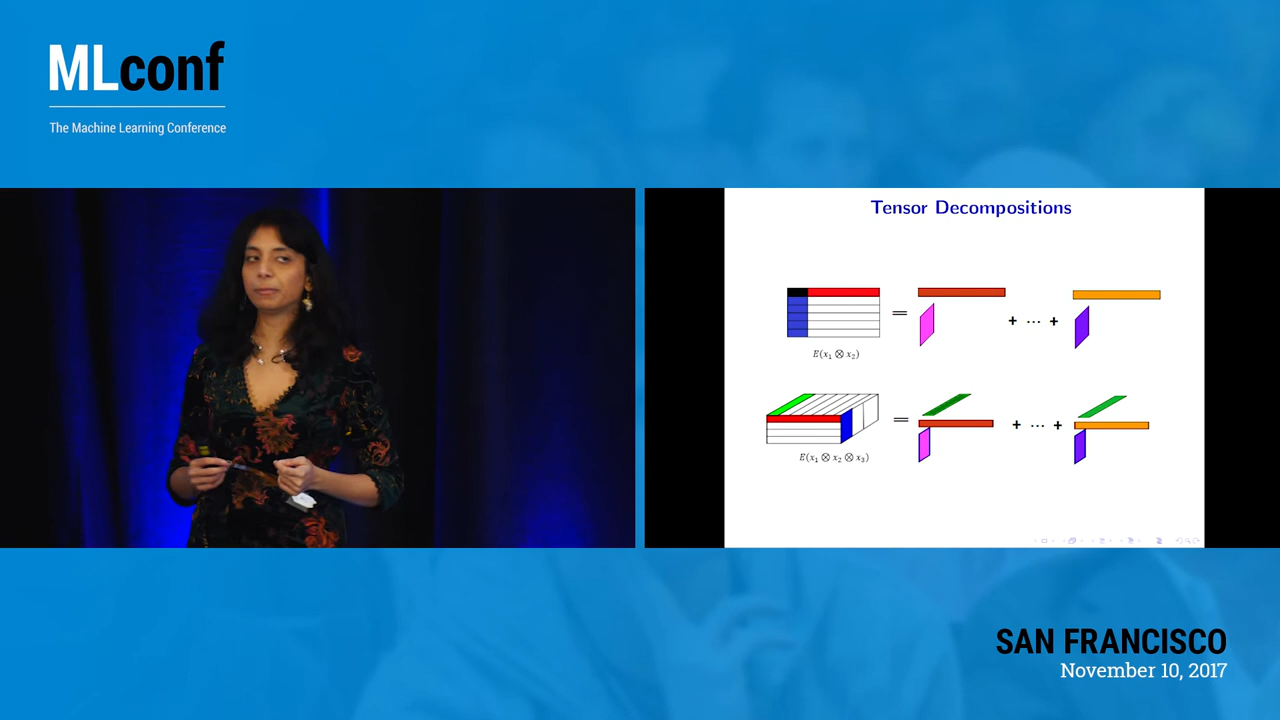 MLconf
The Machine Learning Conference
Tensor Decompositions
=
+ ... +
E(x₁ ⊗ x₂)
=
+ ... +
E(x₁ ⊗ x₂ ⊗ x₃)
SAN FRANCISCO
November 10, 2017